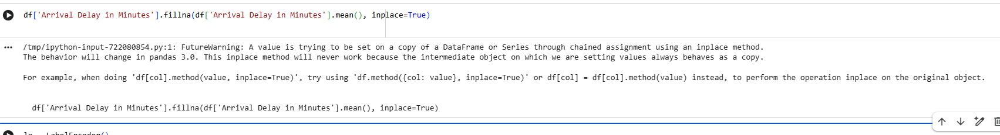 df['Arrival Delay in Minutes'].fillna(df['Arrival Delay in Minutes'].mean(), inplace=True)
/tmp/ipython-input-722080854.py:1: FutureWarning: A value is trying to be set on a copy of a DataFrame or Series through chained assignment using an inplace method.
The behavior will change in pandas 3.0. This inplace method will never work because the intermediate object on which we are setting values always behaves as a copy.
For example, when doing 'df[col].method(value, inplace=True)', try using 'df.method({col: value}, inplace=True)' or df[col] = df[col].method(value) instead, to perform the operation inplace on the original object.
df['Arrival Delay in Minutes'].fillna(df['Arrival Delay in Minutes'].mean(), inplace=True)
le LabelEncoder()